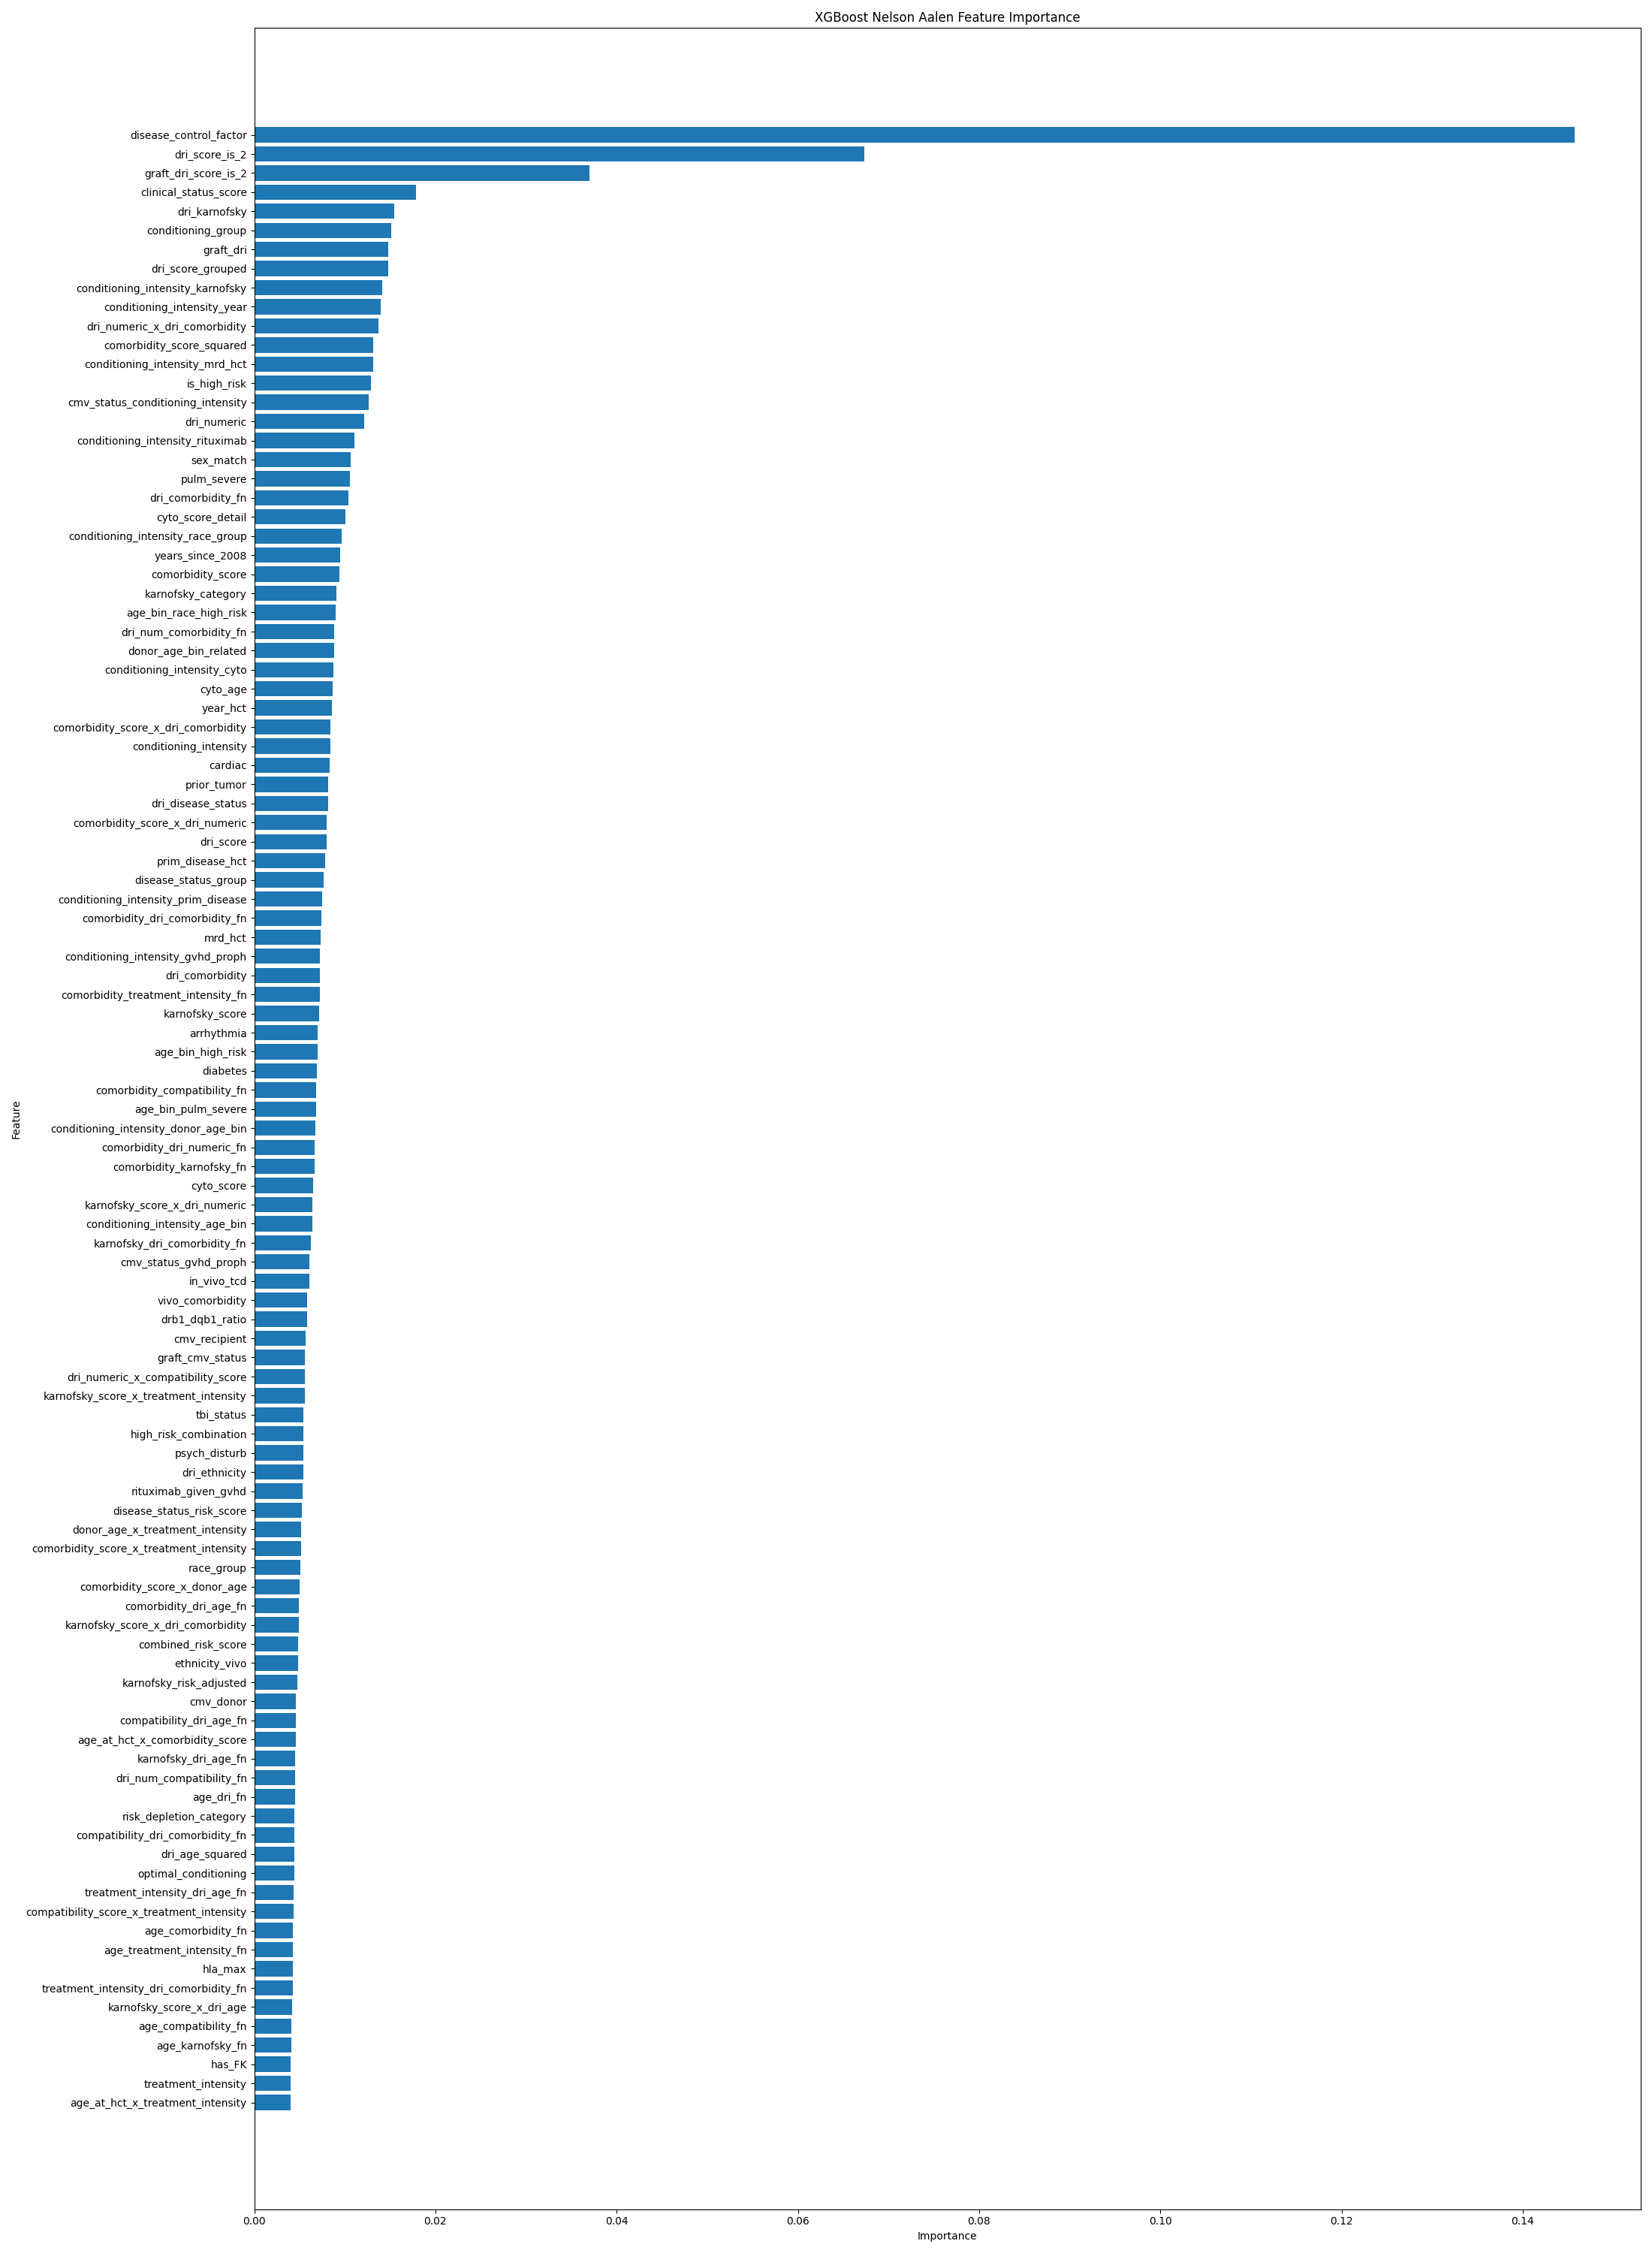 XGBoost Nelson Aalen Feature Importance
disease_control_factor
dri_score_is_2
graft_dri_score_is_2
clinical_status_score
dri_karnofsky
conditioning_group
graft_dri
dri_score_grouped
conditioning_intensity_karnofsky
conditioning_intensity_year
dri_numeric_x_dri_comorbidity
comorbidity_score_squared
conditioning_intensity_mrd_hct
is_high_risk
cmv_status_conditioning_intensity
dri_numeric
conditioning_intensity_rituximab
sex_match
pulm_severe
dri_comorbidity_fn
cyto_score_detail
conditioning_intensity_race_group
years_since_2008
comorbidity_score
karnofsky_category
age_bin_race_high_risk
dri_num_comorbidity_fn
donor_age_bin_related
conditioning_intensity_cyto
cyto_age
year_hct
comorbidity_score_x_dri_comorbidity
conditioning_intensity
cardiac
prior_tumor
dri_disease_status
comorbidity_score_x_dri_numeric
dri_score
prim_disease_hct
disease_status_group
conditioning_intensity_prim_disease
comorbidity_dri_comorbidity_fn
mrd_hct
conditioning_intensity_gvhd_proph
dri_comorbidity
comorbidity_treatment_intensity_fn
karnofsky_score
arrhythmia
age_bin_high_risk
diabetes
comorbidity_compatibility_fn
age_bin_pulm_severe
conditioning_intensity_donor_age_bin
comorbidity_dri_numeric_fn
comorbidity_karnofsky_fn
cyto_score
karnofsky_score_x_dri_numeric
conditioning_intensity_age_bin
karnofsky_dri_comorbidity_fn
cmv_status_gvhd_proph
in_vivo_tcd
vivo_comorbidity
drb1_dqb1_ratio
cmv_recipient
graft_cmv_status
dri_numeric_x_compatibility_score
karnofsky_score_x_treatment_intensity
tbi_status
high_risk_combination
psych_disturb
dri_ethnicity
rituximab_given_gvhd
disease_status_risk_score
donor_age_x_treatment_intensity
comorbidity_score_x_treatment_intensity
race_group
comorbidity_score_x_donor_age
comorbidity_dri_age_fn
karnofsky_score_x_dri_comorbidity
combined_risk_score
ethnicity_vivo
karnofsky_risk_adjusted
cmv_donor
compatibility_dri_age_fn
age_at_hct_x_comorbidity_score
karnofsky_dri_age_fn
dri_num_compatibility_fn
age_dri_fn
risk_depletion_category
compatibility_dri_comorbidity_fn
dri_age_squared
optimal_conditioning
treatment_intensity_dri_age_fn
compatibility_score_x_treatment_intensity
age_comorbidity_fn
age_treatment_intensity_fn
hla_max
treatment_intensity_dri_comorbidity_fn
karnofsky_score_x_dri_age
age_compatibility_fn
age_karnofsky_fn
has_FK
treatment_intensity
age_at_hct_x_treatment_intensity
Feature
0.00 0.02 0.04 0.06 0.08 0.10 0.12 0.14
Importance